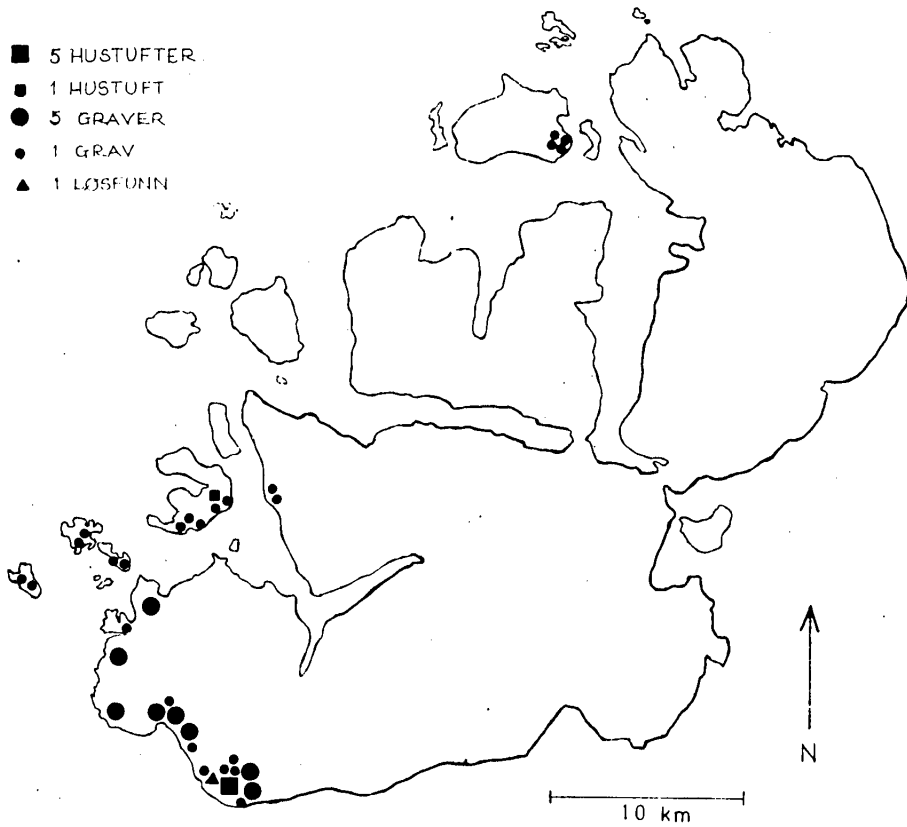 5 HUSTUFTER
1 HUSTUFT
5 GRAVER
1 GRAV
1 LØSFUNN
N
10 km